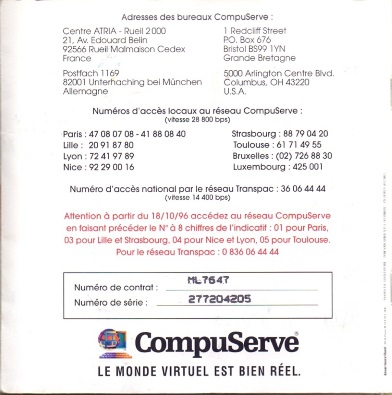 Adresses des bureaux CompuServe :
Centre ATRIA - Rueil 2000
21, Av. Edouard Belin
92566 Rueil Malmaison Cedex
France
1 Redcliff Street
PO. Box 676
Bristol BS99 1YN
Grande Bretagne
Postfach 1169
82001 Unterhaching bei München
Allemagne
5000 Arlington Centre Blvd.
Columbus, OH 43220
U.S.A.
Numéros d'accès locaux au réseau CompuServe :
(vitesse 28 800 bps)
Paris : 47 08 07 08 - 41 88 08 40
Lille : 20 91 87 80
Lyon : 72 41 97 89
Nice : 92 29 00 16
Strasbourg : 88 79 04 20
Toulouse : 61 71 49 55
Bruxelles : (02) 726 88 30
Luxembourg : 425 001
Numéro d'accès national par le réseau Transpac : 36 06 44 44
(vitesse 14 400 bps)
Attention à partir du 18/10/96 accédez au réseau CompuServe
en faisant précéder le N° à 8 chiffres de l'indicatif : 01 pour Paris,
03 pour Lille et Strasbourg, 04 pour Nice et Lyon, 05 pour Toulouse.
Pour le réseau Transpac : 0 836 06 44 44
Numéro de contrat : ML7647
Numéro de série : 277204205
CompuServe®
LE MONDE VIRTUEL EST BIEN RÉEL.